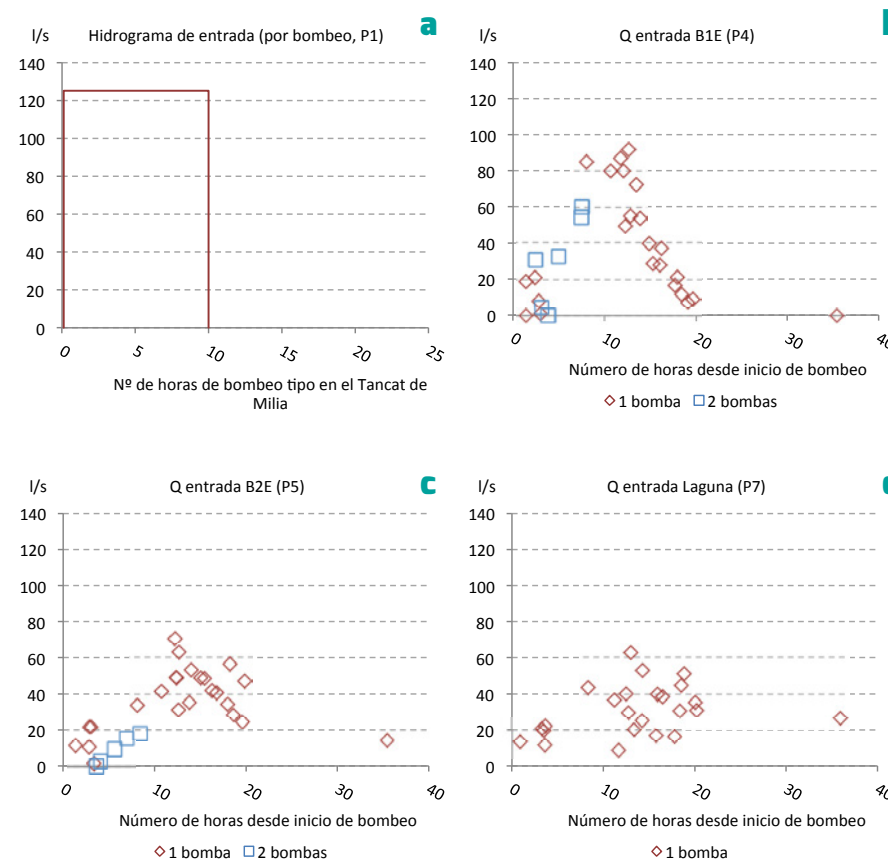 l/s
Hidrograma de entrada (por bombeo, P1)
a
140
120
100
80
60
40
20
0
0 5 10 15 20 25
Nº de horas de bombeo tipo en el Tancat de
Milia
l/s
Q entrada B1E (P4)
140
120
100
80
60
40
20
0
0 10 20 30 40
Número de horas desde inicio de bombeo
1 bomba 2 bombas
l/s
Q entrada B2E (P5)
c
140
120
100
80
60
40
20
0
0 10 20 30 40
Número de horas desde inicio de bombeo
1 bomba 2 bombas
l/s
Q entrada Laguna (P7)
140
120
100
80
60
40
20
0
0 10 20 30 40
Número de horas desde inicio de bombeo
1 bomba